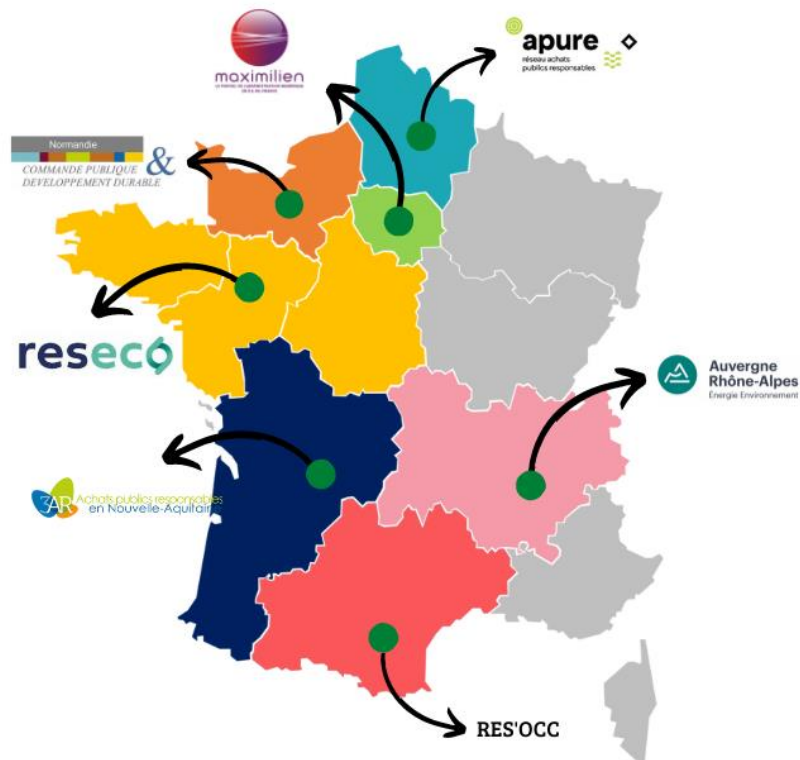 apure
réseau achats
publics responsables
maximilien
Normandie
COMMANDE PUBLIQUE
&
DEVELOPPEMENT DURABLE
reseco
Auvergne
Rhône-Alpes
Énergie Environnement
3AR Achats publics responsables
en Nouvelle-Aquitaine
RES'OCC